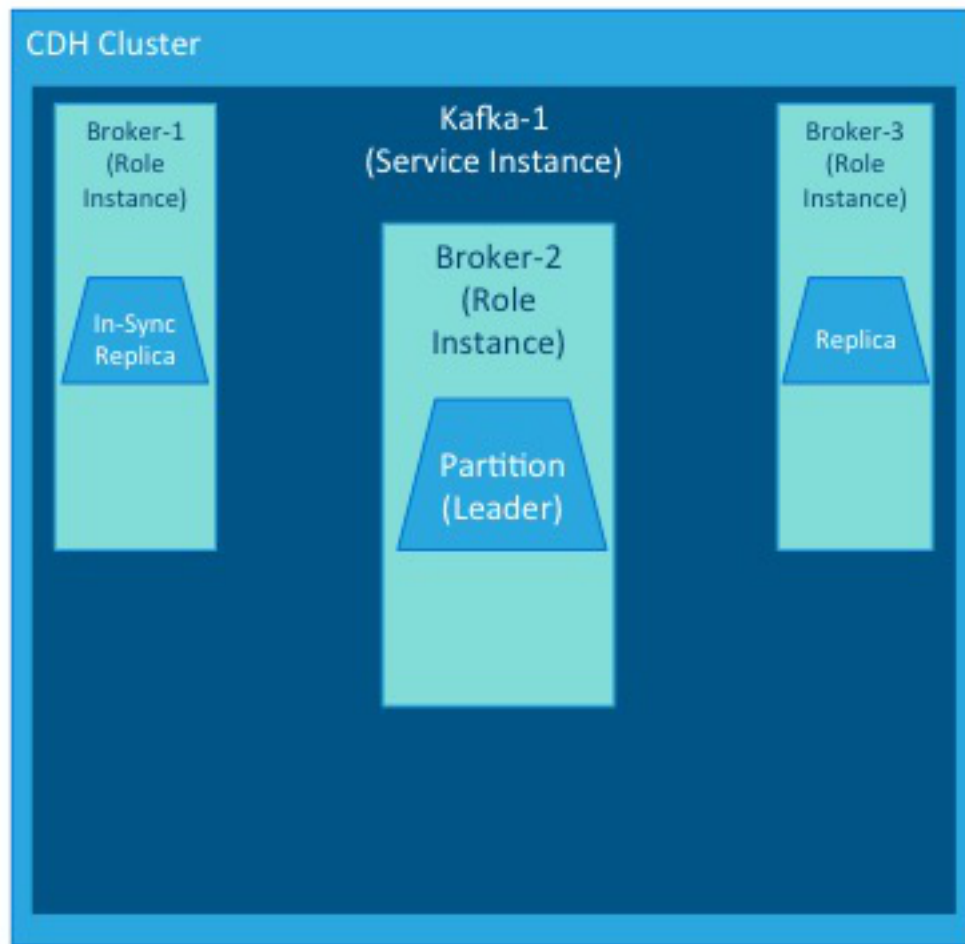 CDH Cluster
Kafka-1
(Service Instance)
Broker-1
(Role
Instance)
In-Sync
Replica
Broker-2
(Role
Instance)
Partition
(Leader)
Broker-3
(Role
Instance)
Replica